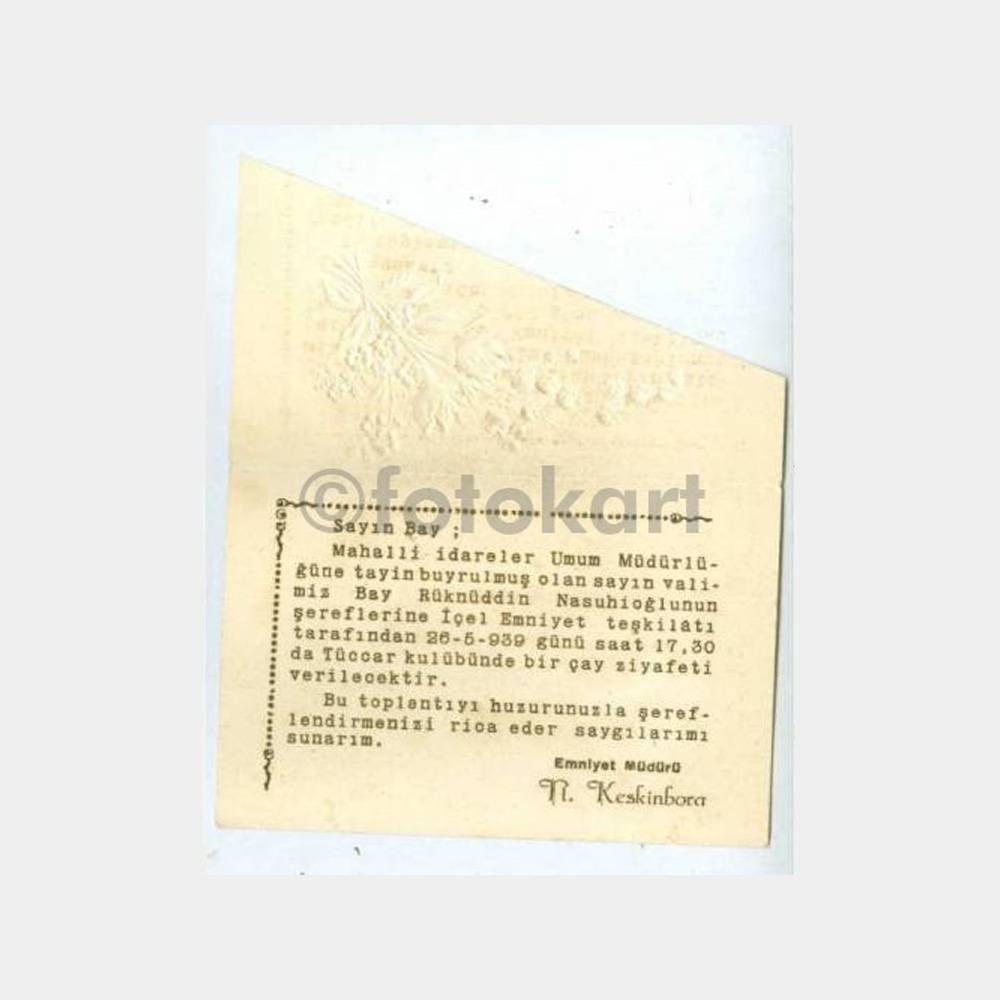 ©fotokart
Sayın Bay ;
Mahalli idareler Umum Müdürlü-
ğüne tayin buyrulmuş olan sayın vali-
miz Bay Rüknüddin Nasuhioğlunun
şereflerine İçel Emniyet teşkilâtı
tarafından 26-5-939 günü saat 17,30
da Tüccar kulübünde bir çay ziyafeti
verilecektir.
Bu toplantıyı huzurunuzla şeref-
lendirmenizi rica eder saygılarımı
sunarım.
Emniyet Müdürü
N. Keskinbora